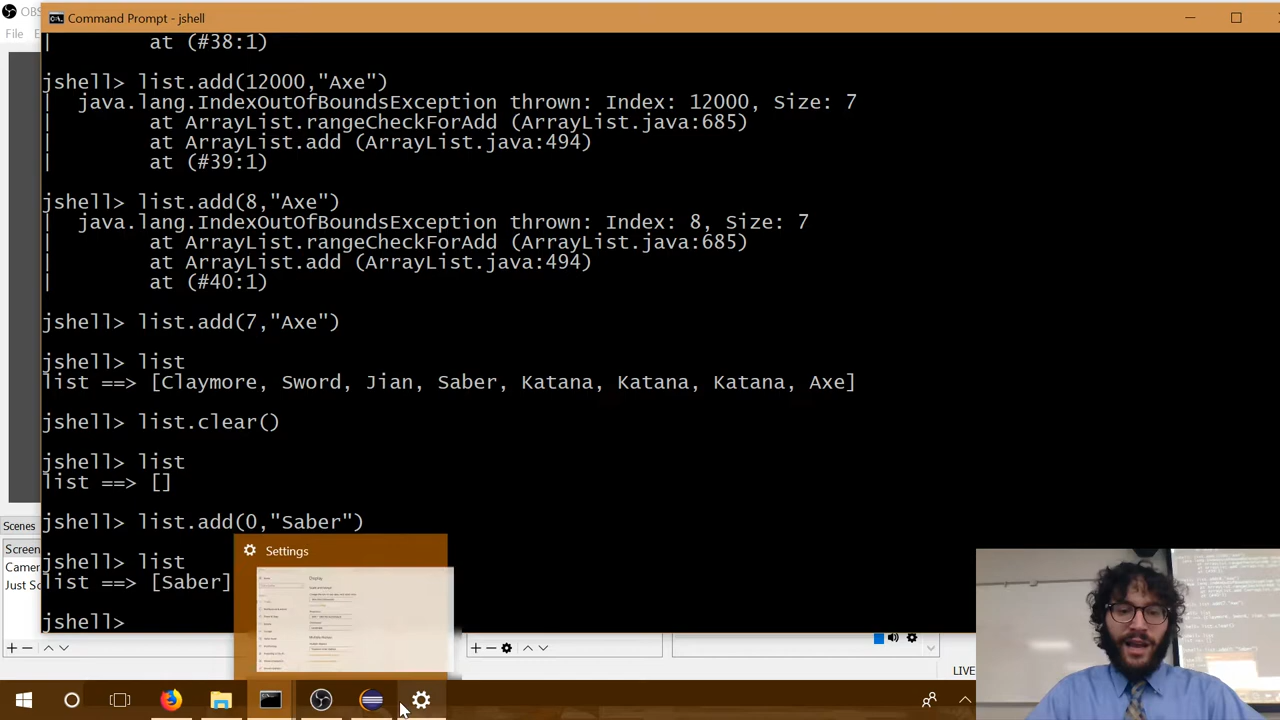 OBS
Command Prompt - jshell
File
|         at (#38:1)
jshell> list.add(12000,"Axe")
|   java.lang.IndexOutOfBoundsException thrown: Index: 12000, Size: 7
|         at ArrayList.rangeCheckForAdd (ArrayList.java:685)
|         at ArrayList.add (ArrayList.java:494)
|         at (#39:1)
jshell> list.add(8,"Axe")
|   java.lang.IndexOutOfBoundsException thrown: Index: 8, Size: 7
|         at ArrayList.rangeCheckForAdd (ArrayList.java:685)
|         at ArrayList.add (ArrayList.java:494)
|         at (#40:1)
jshell> list.add(7,"Axe")
jshell> list
list ==> [Claymore, Sword, Jian, Saber, Katana, Katana, Katana, Axe]
jshell> list.clear()
jshell> list
list ==> []
jshell> list.add(0,"Saber")
Scenes
jshell> list
list ==> [Saber]
Screen
Camer
Just Sc
Settings
jshell>
LIVE